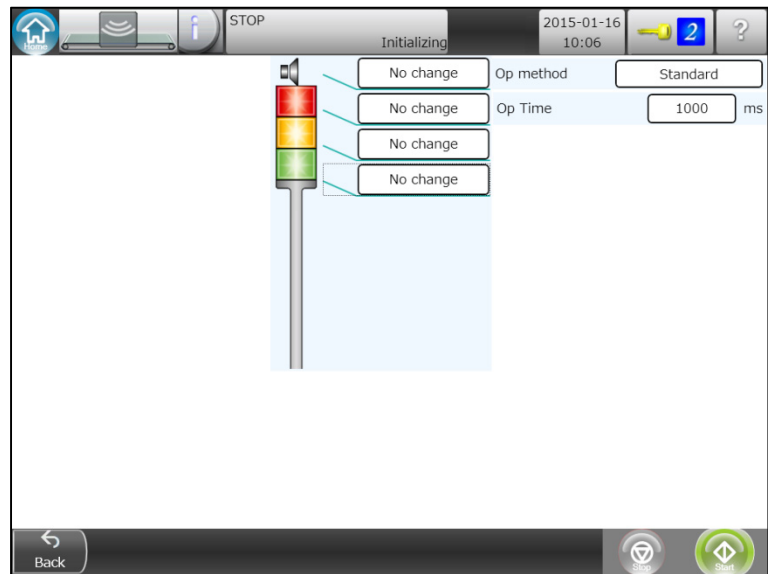 Home
i
STOP
Initializing
2015-01-16
10:06
2
?
No change
Op method
Standard
No change
Op Time
1000
ms
No change
No change
Back
Stop
Start